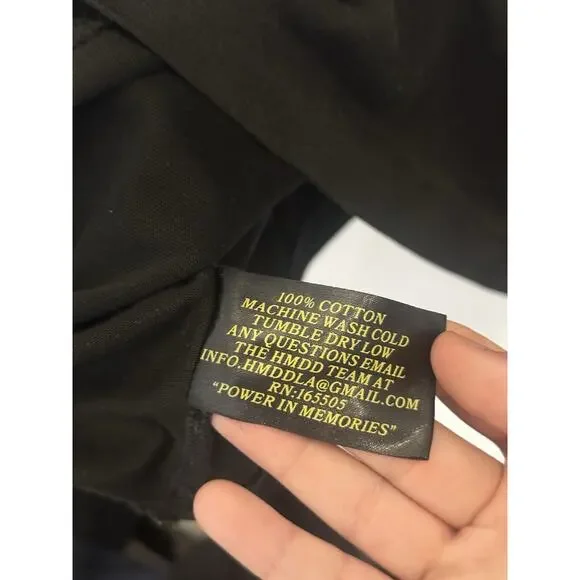 100% COTTON
MACHINE WASH COLD
TUMBLE DRY LOW
ANY QUESTIONS EMAIL
THE HMDD TEAM AT
INFO.HMDDLA@GMAIL.COM
RN:165505
"POWER IN MEMORIES"